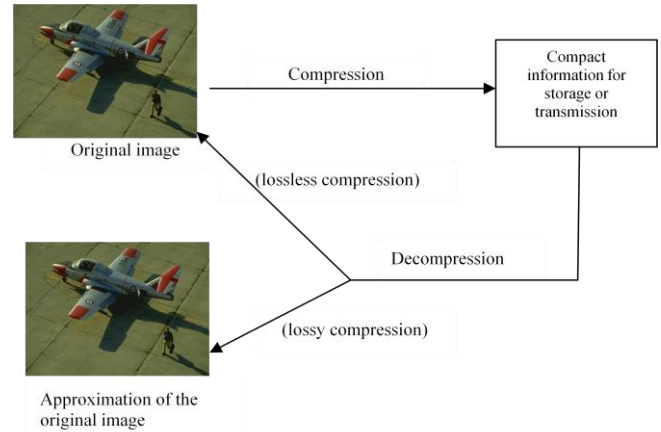 Compression
Compact
information for
storage or
transmission
Original image
(lossless compression)
Decompression
(lossy compression)
Approximation of the
original image